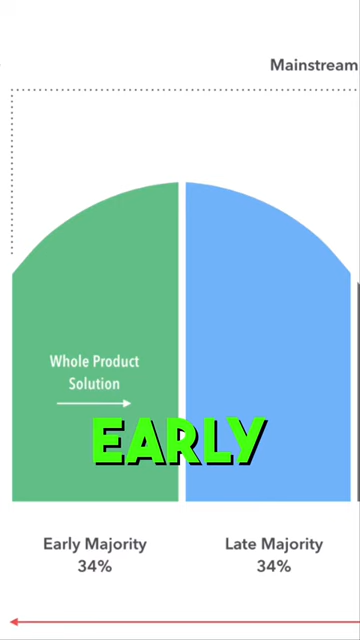 Mainstream
Whole Product
Solution
EARLY
Early Majority
34%
Late Majority
34%